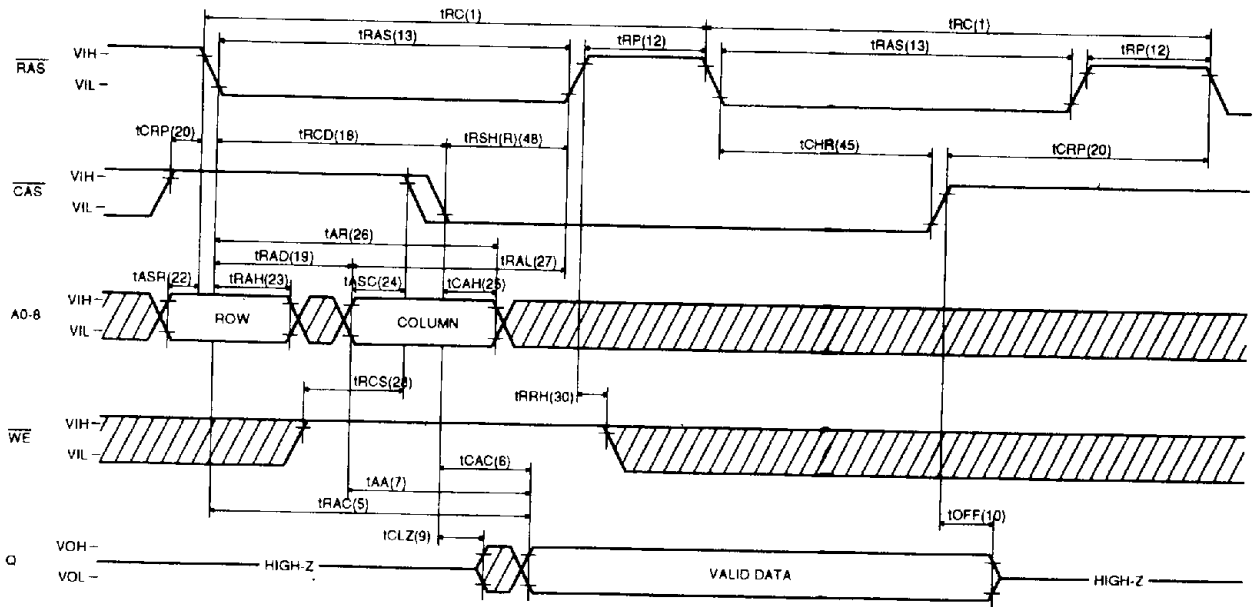 tRC(1) tRC(1)
tRAS(13) tRP(12) tRAS(13) tRP(12)
RAS VIH VIL
tCRP(20) tRCD(18) tRSH(R)(48) tCHR(45) tCRP(20)
CAS VIH VIL
tAR(26)
tRAD(19) tRAL(27)
tASR(22) tRAH(23) tASC(24) tCAH(25)
A0-8 VIH VIL ROW COLUMN
tRCS(28) tRRH(30)
WE VIH VIL
tCAC(6)
tAA(7)
tRAC(5)
tCLZ(9) tOFF(10)
Q VOH VOL HIGH-Z VALID DATA HIGH-Z